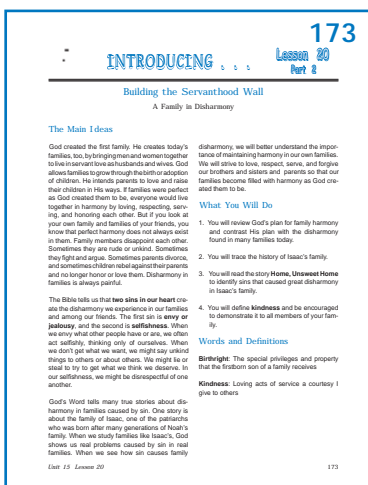 173
INTRODUCING . . .
Lesson 20
Part 2
Building the Servanthood Wall
A Family in Disharmony
The Main Ideas
God created the first family. He creates today's
families, too, by bringing men and women together
to live in servant love as husbands and wives. God
allows families to grow through the birth or adoption
of children. He intends parents to love and raise
their children in His ways. If families were perfect
as God created them to be, everyone would live
together in harmony by loving, respecting, serv-
ing, and honoring each other. But if you look at
your own family and families of your friends, you
know that perfect harmony does not always exist
in them. Family members disappoint each other.
Sometimes they are rude or unkind. Sometimes
they fight and argue. Sometimes parents divorce,
and sometimes children rebel against their parents
and no longer honor or love them. Disharmony in
families is always painful.
The Bible tells us that two sins in our heart cre-
ate the disharmony we experience in our families
and among our friends. The first sin is envy or
jealousy, and the second is selfishness. When
we envy what other people have or are, we often
act selfishly, thinking only of ourselves. When
we don't get what we want, we might say unkind
things to others or about others. We might lie or
steal to try to get what we think we deserve. In
our selfishness, we might be disrespectful of one
another.
God's Word tells many true stories about dis-
harmony in families caused by sin. One story is
about the family of Isaac, one of the patriarchs
who was born after many generations of Noah's
family. When we study families like Isaac's, God
shows us real problems caused by sin in real
families. When we see how sin causes family
disharmony, we will better understand the impor-
tance of maintaining harmony in our own families.
We will strive to love, respect, serve, and forgive
our brothers and sisters and parents so that our
families become filled with harmony as God cre-
ated them to be.
What You Will Do
1. You will review God's plan for family harmony
and contrast His plan with the disharmony
found in many families today.
2. You will trace the history of Isaac's family.
3. You will read the story Home, Unsweet Home
to identify sins that caused great disharmony
in Isaac's family.
4. You will define kindness and be encouraged
to demonstrate it to all members of your fam-
ily.
Words and Definitions
Birthright: The special privileges and property
that the firstborn son of a family receives
Kindness: Loving acts of service a courtesy I
give to others
Unit 15 Lesson 20
173